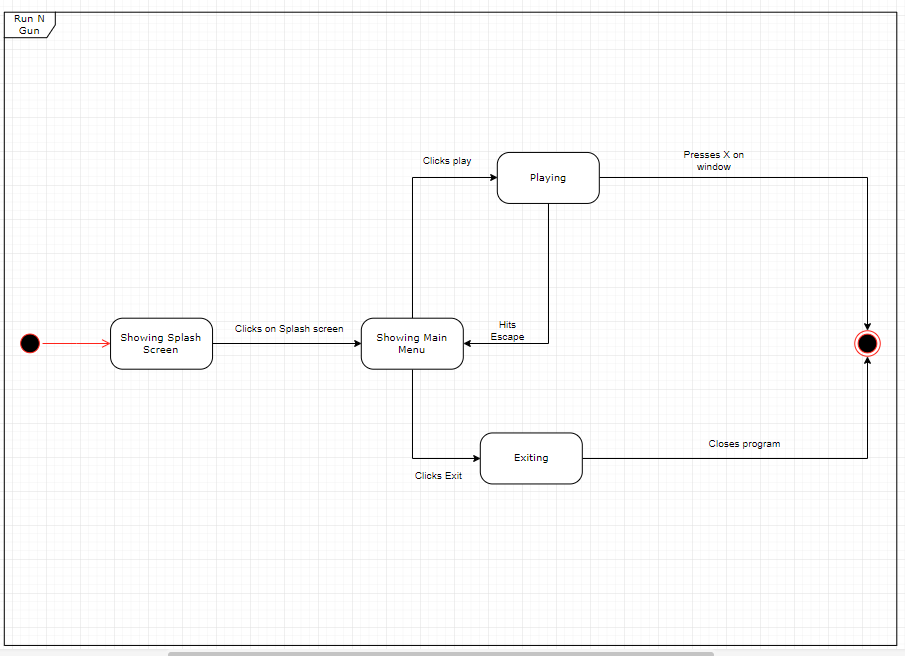 Run N
Gun
Clicks play
Playing
Presses X on
window
Showing Splash
Screen
Clicks on Splash screen
Showing Main
Menu
Hits
Escape
Clicks Exit
Exiting
Closes program